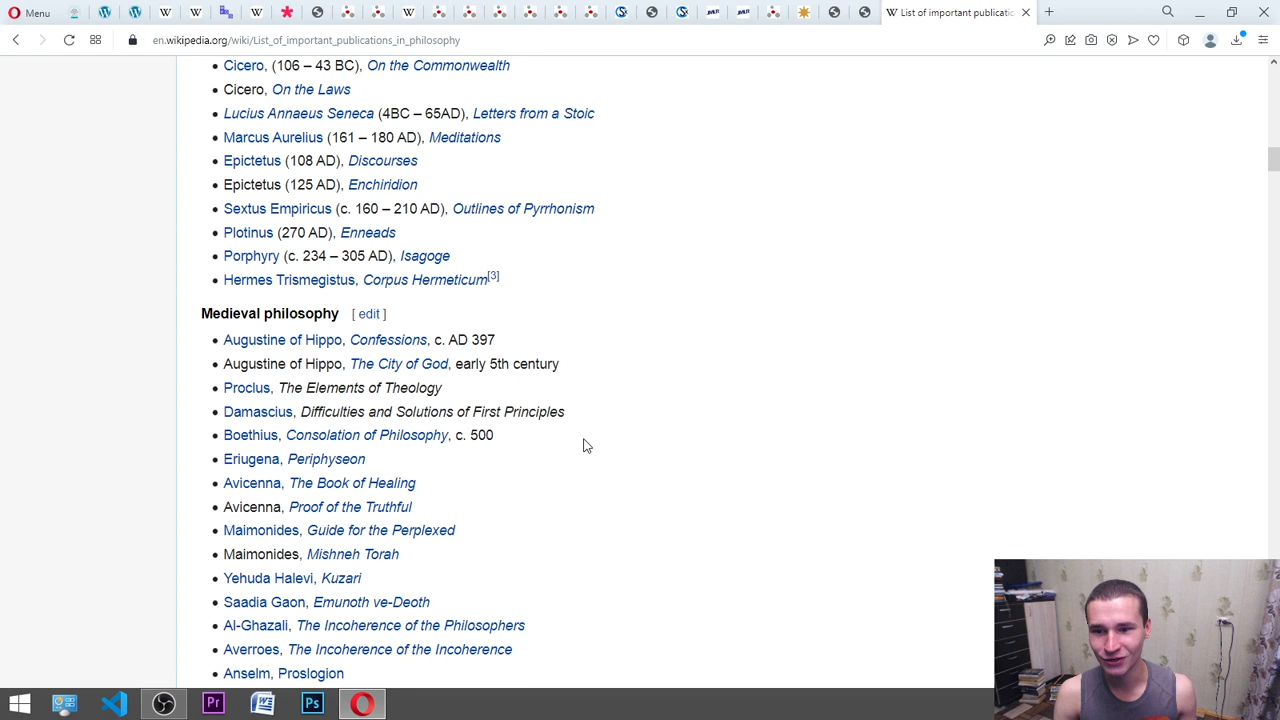 Menu
List of important publicatio
en.wikipedia.org/wiki/List_of_important_publications_in_philosophy
Cicero, (106 – 43 BC), On the Commonwealth
Cicero, On the Laws
Lucius Annaeus Seneca (4BC – 65AD), Letters from a Stoic
Marcus Aurelius (161 – 180 AD), Meditations
Epictetus (108 AD), Discourses
Epictetus (125 AD), Enchiridion
Sextus Empiricus (c. 160 – 210 AD), Outlines of Pyrrhonism
Plotinus (270 AD), Enneads
Porphyry (c. 234 – 305 AD), Isagoge
Hermes Trismegistus, Corpus Hermeticum[3]
Medieval philosophy [ edit ]
Augustine of Hippo, Confessions, c. AD 397
Augustine of Hippo, The City of God, early 5th century
Proclus, The Elements of Theology
Damascius, Difficulties and Solutions of First Principles
Boethius, Consolation of Philosophy, c. 500
Eriugena, Periphyseon
Avicenna, The Book of Healing
Avicenna, Proof of the Truthful
Maimonides, Guide for the Perplexed
Maimonides, Mishneh Torah
Yehuda Halevi, Kuzari
Saadia Gaon, Emunoth ve-Deoth
Al-Ghazali, The Incoherence of the Philosophers
Averroes, The Incoherence of the Incoherence
Anselm, Proslogion
Pr
Ps